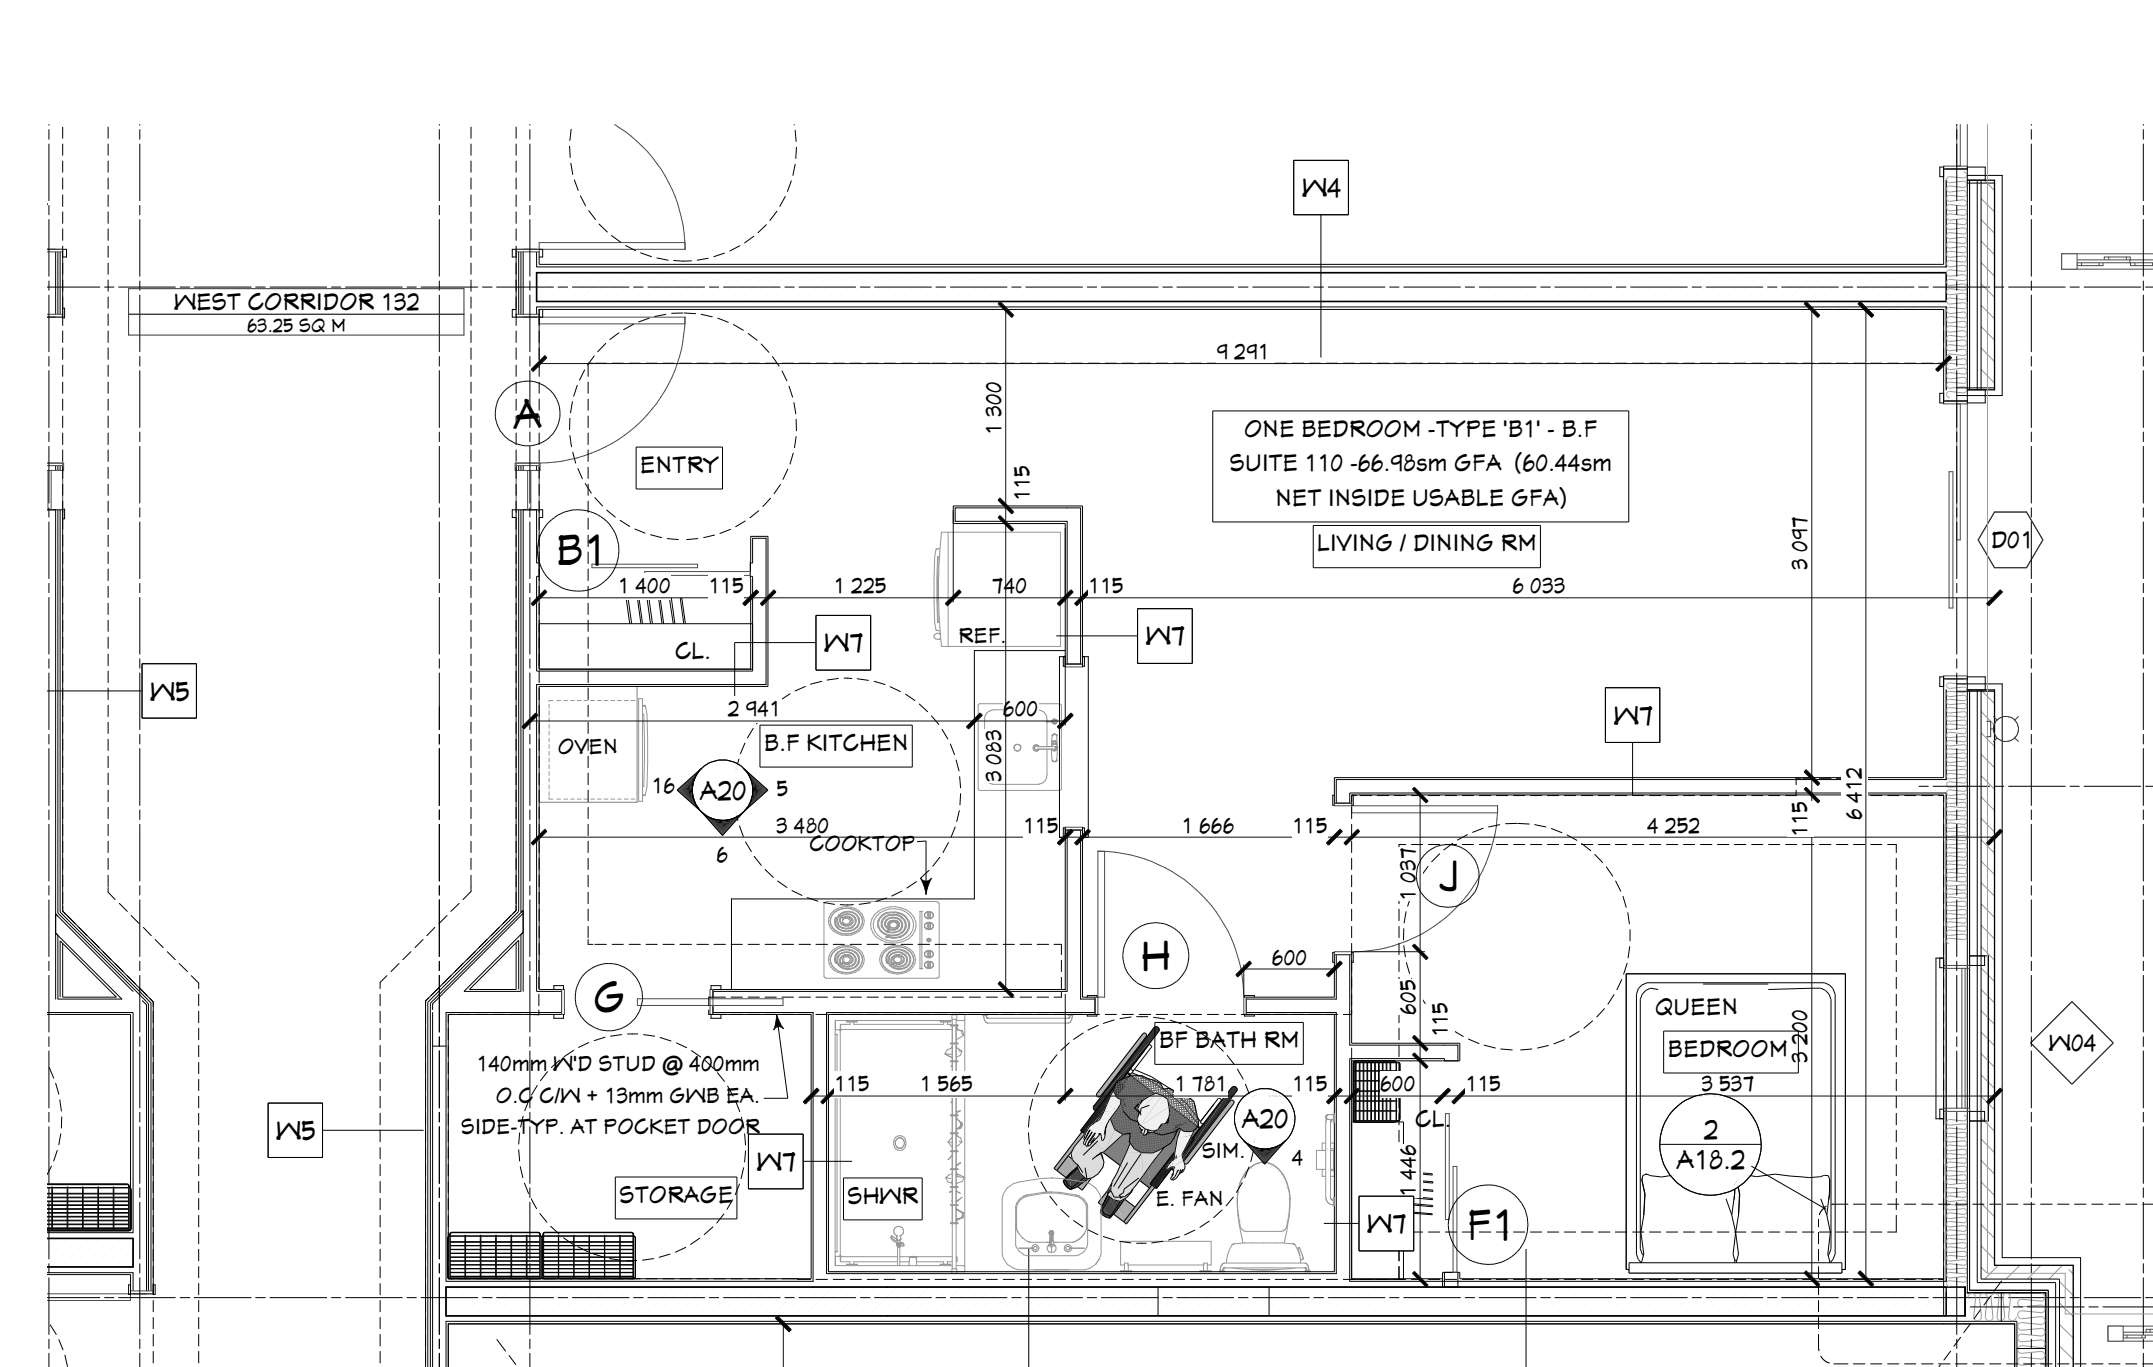 W4
WEST CORRIDOR 132
63.25 SQ M
9 291
A
1 300
ENTRY
115
ONE BEDROOM -TYPE 'B1' - B.F
SUITE 110 -66.98sm GFA (60.44sm
NET INSIDE USABLE GFA)
LIVING / DINING RM
3 097
D01
B1
1 400
115
1 225
740
115
6 033
REF.
W7
W7
CL.
W5
2 941
600
W7
OVEN
B.F KITCHEN
3 083
16
A20
5
6
3 480
COOKTOP
115
1 666
115
4 252
115
6 412
1 037
J
H
600
G
605
115
QUEEN
BEDROOM
3 200
W04
140mm W'D STUD @ 400mm
O.C C/W + 13mm GWB EA.
SIDE-TYP. AT POCKET DOOR
BF BATH RM
115
1 565
1 781
115
600
115
3 537
W5
A20
SIM.
4
CL.
2
A18.2
W7
STORAGE
SHWR
E. FAN
1 446
W7
F1